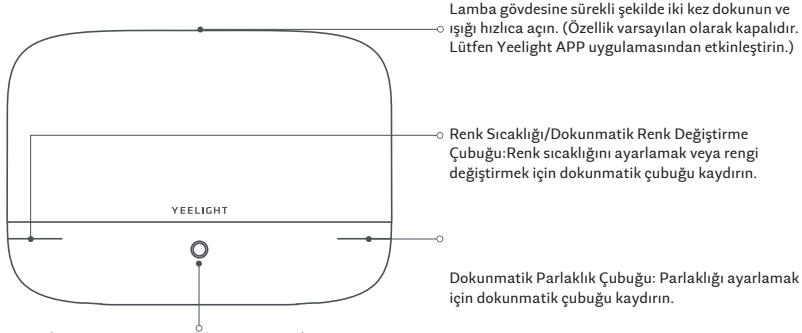 Lamba gövdesine sürekli şekilde iki kez dokunun ve
ışığı hızlıca açın. (Özellik varsayılan olarak kapalıdır.
Lütfen Yeelight APP uygulamasından etkinleştirin.)
Renk Sıcaklığı/Dokunmatik Renk Değiştirme
Çubuğu:Renk sıcaklığını ayarlamak veya rengi
değiştirmek için dokunmatik çubuğu kaydırın.
YEELIGHT
Dokunmatik Parlaklık Çubuğu: Parlaklığı ayarlamak
için dokunmatik çubuğu kaydırın.